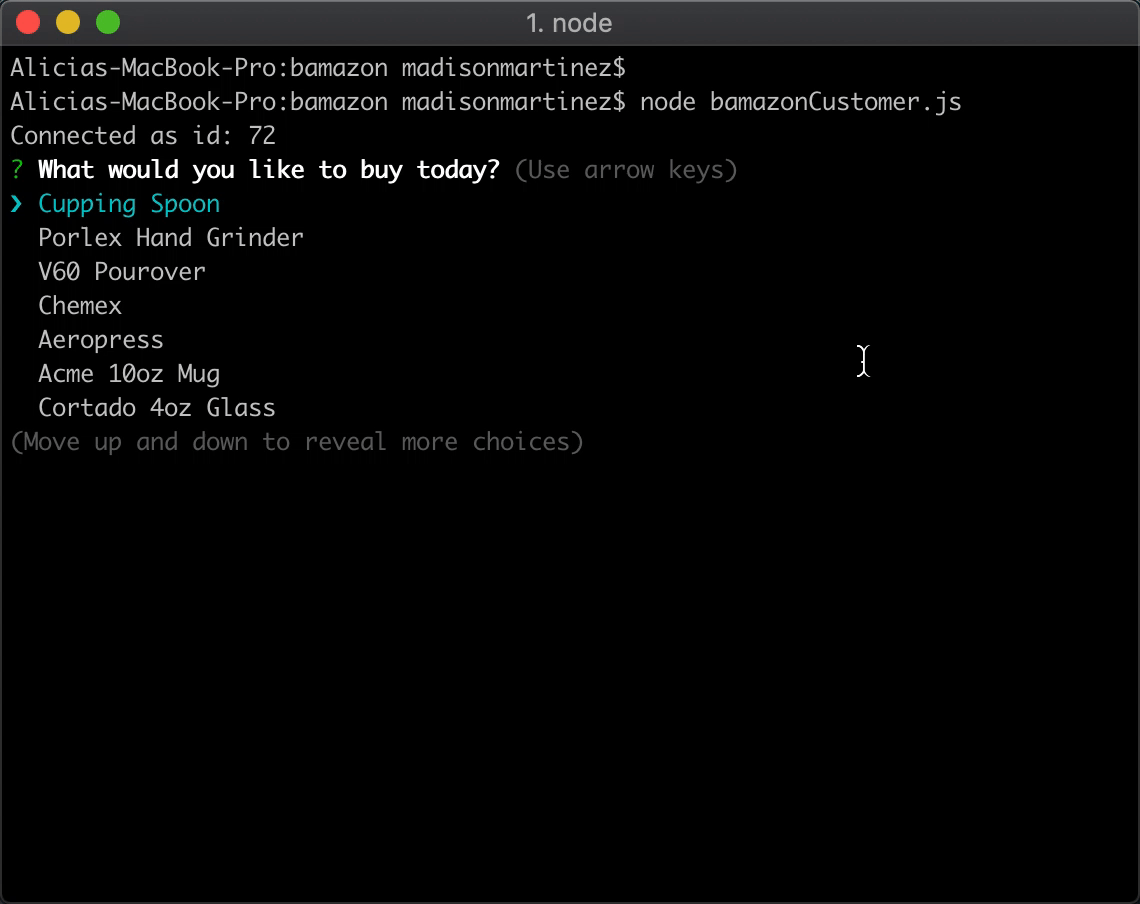 1. node
Alicias-MacBook-Pro:bamazon madisonmartinez$
Alicias-MacBook-Pro:bamazon madisonmartinez$ node bamazonCustomer.js
Connected as id: 72
? What would you like to buy today? (Use arrow keys)
❯ Cupping Spoon
Porlex Hand Grinder
V60 Pourover
Chemex
Aeropress
Acme 10oz Mug
Cortado 4oz Glass
(Move up and down to reveal more choices)